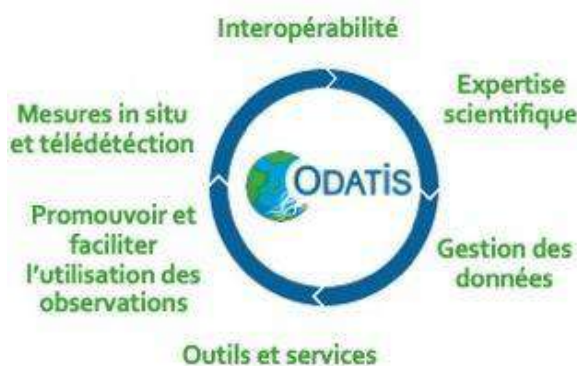 Interopérabilité
Expertise
scientifique
Mesures in situ
et télédétéction
ODATIS
Promouvoir et
faciliter
l'utilisation des
observations
Gestion des
données
Outils et services